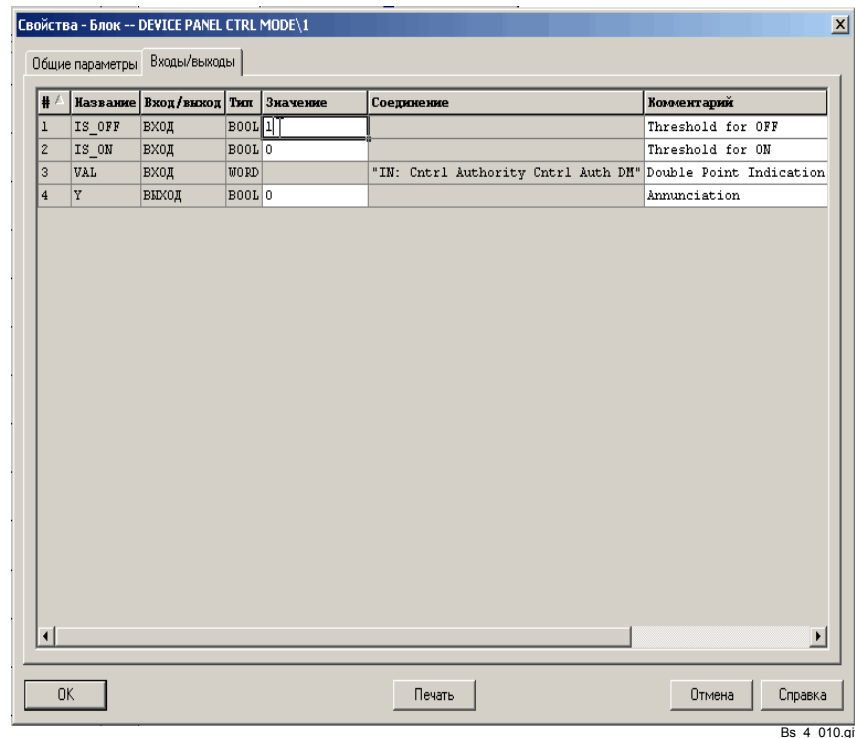 Свойства - Блок -- DEVICE PANEL CTRL MODE\1
Общие параметры Входы/выходы
# Название Вход/выход Тип Значение Соединение Комментарий
1 IS_OFF ВХОД BOOL 1 Threshold for OFF
2 IS_ON ВХОД BOOL 0 Threshold for ON
3 VAL ВХОД WORD "IN: Cntrl Authority Cntrl Auth DM" Double Point Indication
4 Y ВЫХОД BOOL 0 Annunciation
OK Печать Отмена Справка
Bs_4_010.gi